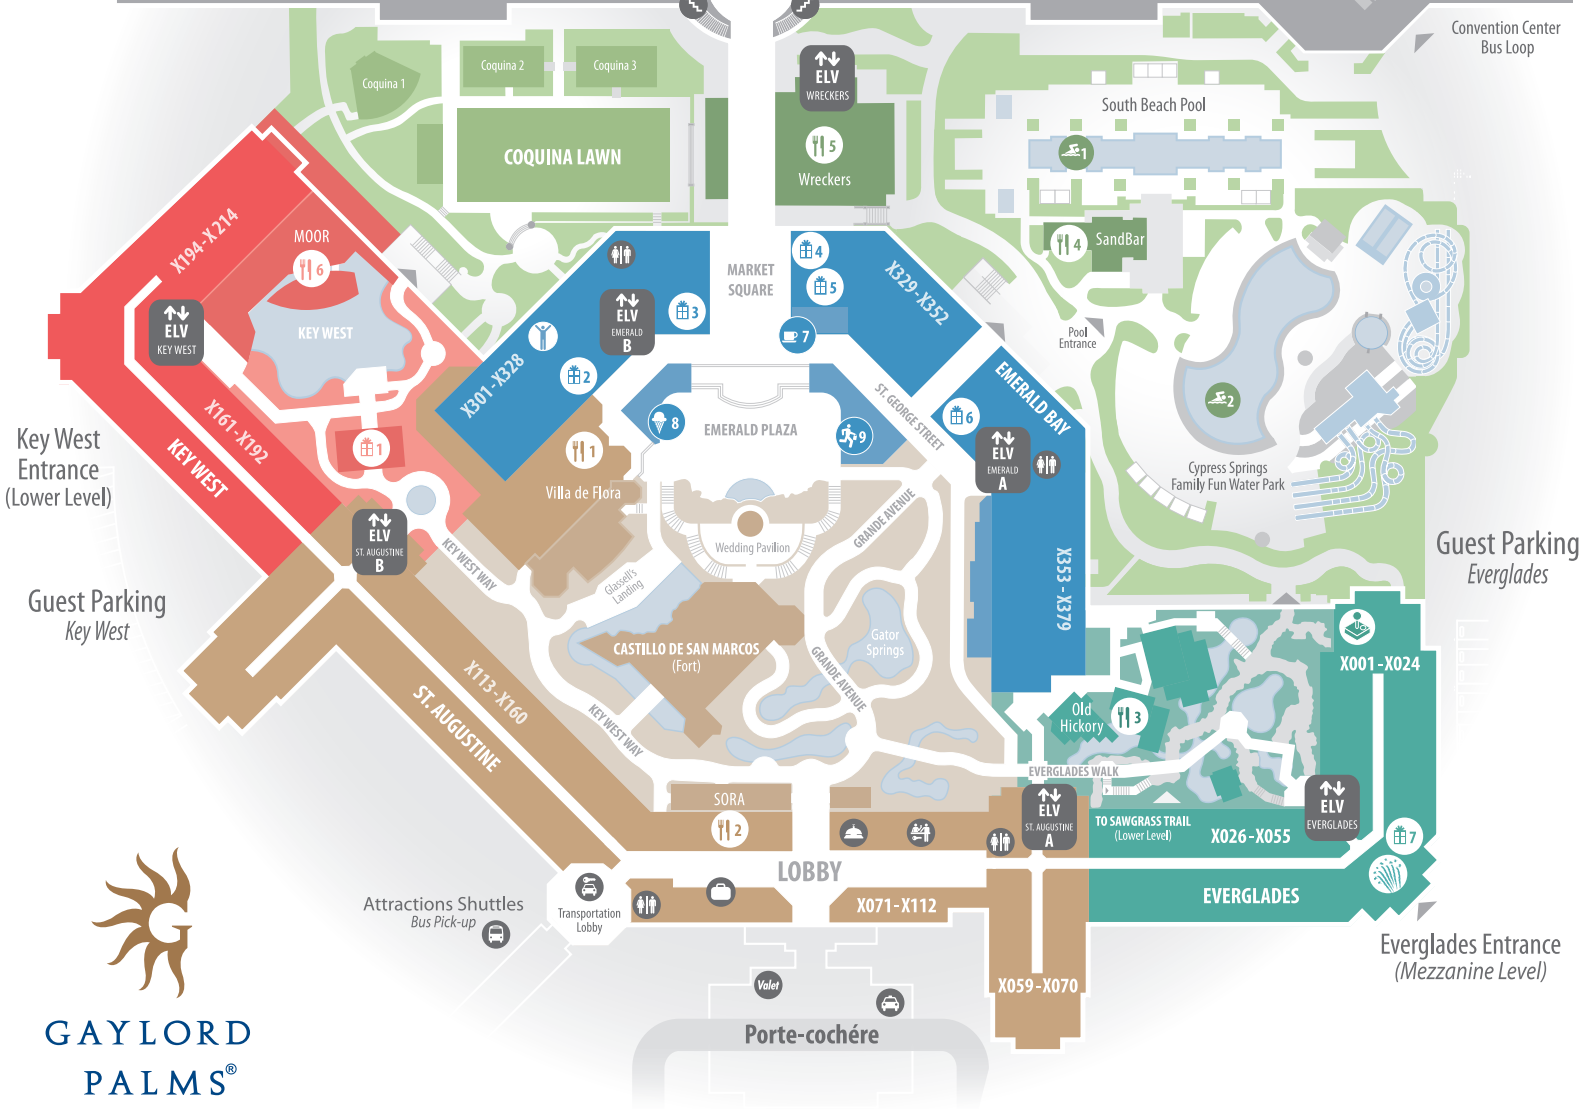 Convention Center
Bus Loop
Coquina 1
Coquina 2
Coquina 3
COQUINA LAWN
ELV
WRECKERS
5
Wreckers
South Beach Pool
1
4
SandBar
Pool
Entrance
2
Cypress Springs
Family Fun Water Park
X194-X214
MOOR
6
KEY WEST
ELV
KEY WEST
X161-X192
KEY WEST
1
Key West
Entrance
(Lower Level)
Guest Parking
Key West
ELV
EMERALD
B
3
2
X301-X328
MARKET
SQUARE
4
5
7
X329-X352
8
EMERALD PLAZA
9
ST. GEORGE STREET
6
EMERALD BAY
ELV
EMERALD
A
X353 - X379
1
Villa de Flora
Wedding Pavilion
GRANDE AVENUE
ELV
ST. AUGUSTINE
B
KEY WEST WAY
Glassell's
Landing
CASTILLO DE SAN MARCOS
(Fort)
Gator
Springs
GRANDE AVENUE
KEY WEST WAY
X113-X160
ST. AUGUSTINE
Guest Parking
Everglades
X001-X024
Old
Hickory
3
EVERGLADES WALK
ELV
ST. AUGUSTINE
A
TO SAWGRASS TRAIL
(Lower Level)
X026-X055
ELV
EVERGLADES
7
EVERGLADES
SORA
2
LOBBY
X071-X112
X059-X070
Transportation
Lobby
Attractions Shuttles
Bus Pick-up
Valet
Porte-cochére
Everglades Entrance
(Mezzanine Level)
G
GAYLORD
PALMS®